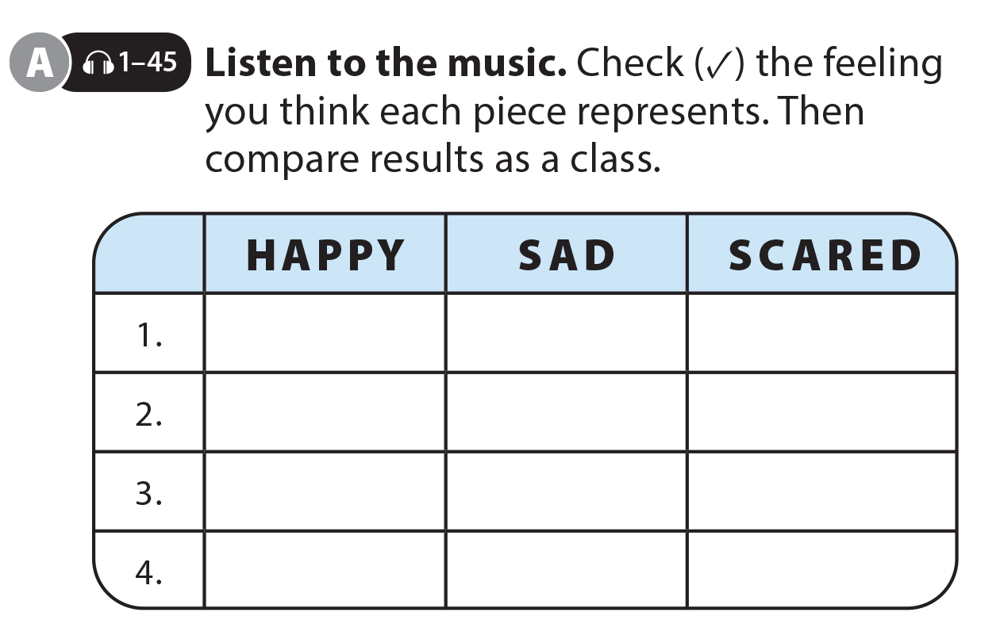 A 1–45 Listen to the music. Check (✓) the feeling
you think each piece represents. Then
compare results as a class.
HAPPY SAD SCARED
1.
2.
3.
4.